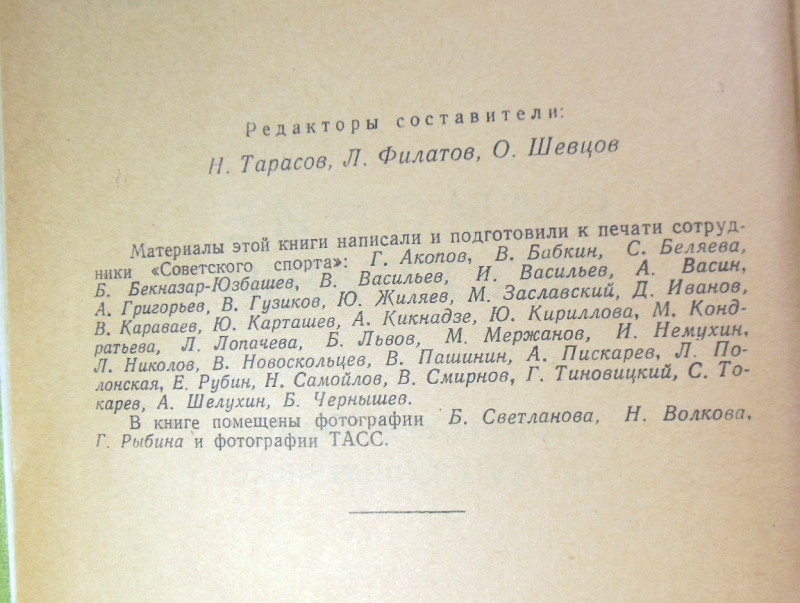 Редакторы составители:
Н. Тарасов, Л. Филатов, О. Шевцов
Материалы этой книги написали и подготовили к печати сотруд-
ники «Советского спорта»: Г. Акопов, В. Бабкин, С. Беляева,
Б. Бекназар-Юзбашев, В. Васильев, И. Васильев, А. Васин,
А. Григорьев, В. Гузиков, Ю. Жиляев, М. Заславский, Д. Иванов,
В. Караваев, Ю. Карташев, А. Кикнадзе, Ю. Кириллова, М. Конд-
ратьева, Л. Лопачева, Б. Львов, М. Мержанов, И. Немухин,
Л. Николов, В. Новоскольцев, В. Пашинин, А. Пискарев, Л. По-
лонская, Е. Рубин, Н. Самойлов, В. Смирнов, Г. Тиновицкий, С. То-
карев, А. Шелухин, Б. Чернышев.
В книге помещены фотографии Б. Светланова, Н. Волкова,
Г. Рыбина и фотографии ТАСС.